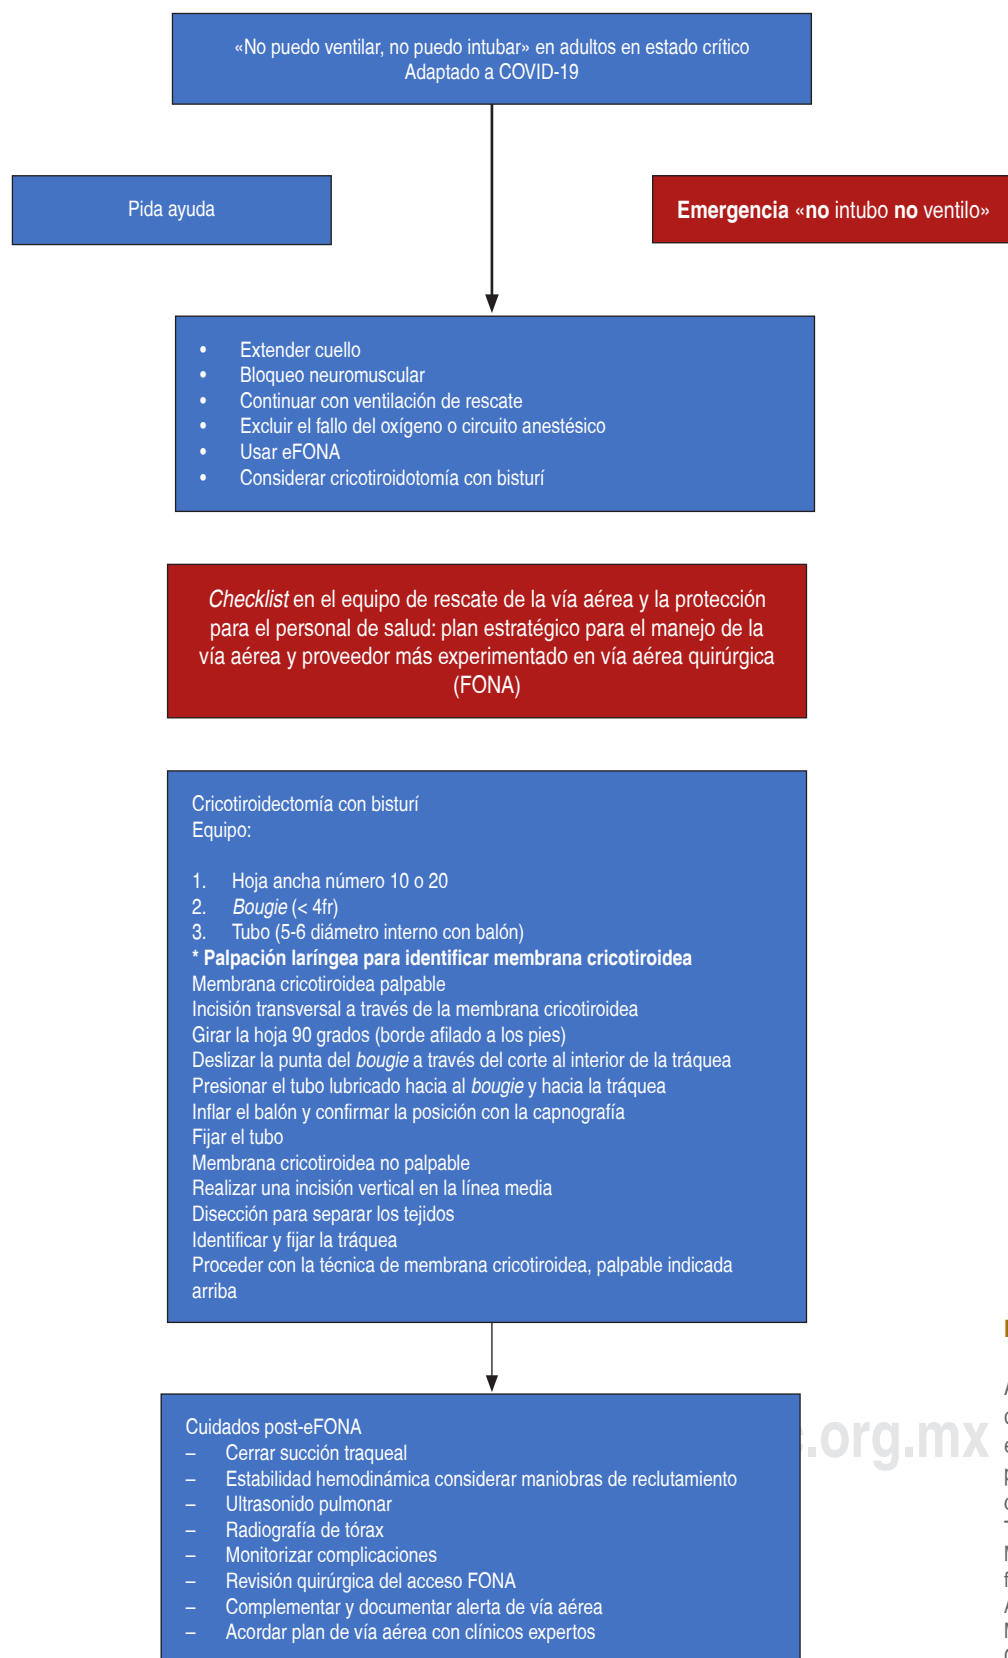 «No puedo ventilar, no puedo intubar» en adultos en estado crítico
Adaptado a COVID-19
Pida ayuda
Emergencia «no intubo no ventilo»
• Extender cuello
• Bloqueo neuromuscular
• Continuar con ventilación de rescate
• Excluir el fallo del oxígeno o circuito anestésico
• Usar eFONA
• Considerar cricotiroidotomía con bisturí
Checklist en el equipo de rescate de la vía aérea y la protección
para el personal de salud: plan estratégico para el manejo de la
vía aérea y proveedor más experimentado en vía aérea quirúrgica
(FONA)
Cricotiroidectomía con bisturí
Equipo:
1. Hoja ancha número 10 o 20
2. Bougie (< 4fr)
3. Tubo (5-6 diámetro interno con balón)
* Palpación laríngea para identificar membrana cricotiroidea
Membrana cricotiroidea palpable
Incisión transversal a través de la membrana cricotiroidea
Girar la hoja 90 grados (borde afilado a los pies)
Deslizar la punta del bougie a través del corte al interior de la tráquea
Presionar el tubo lubricado hacia al bougie y hacia la tráquea
Inflar el balón y confirmar la posición con la capnografía
Fijar el tubo
Membrana cricotiroidea no palpable
Realizar una incisión vertical en la línea media
Disección para separar los tejidos
Identificar y fijar la tráquea
Proceder con la técnica de membrana cricotiroidea, palpable indicada
arriba
Cuidados post-eFONA
– Cerrar succión traqueal
– Estabilidad hemodinámica considerar maniobras de reclutamiento
– Ultrasonido pulmonar
– Radiografía de tórax
– Monitorizar complicaciones
– Revisión quirúrgica del acceso FONA
– Complementar y documentar alerta de vía aérea
– Acordar plan de vía aérea con clínicos expertos
.org.mx